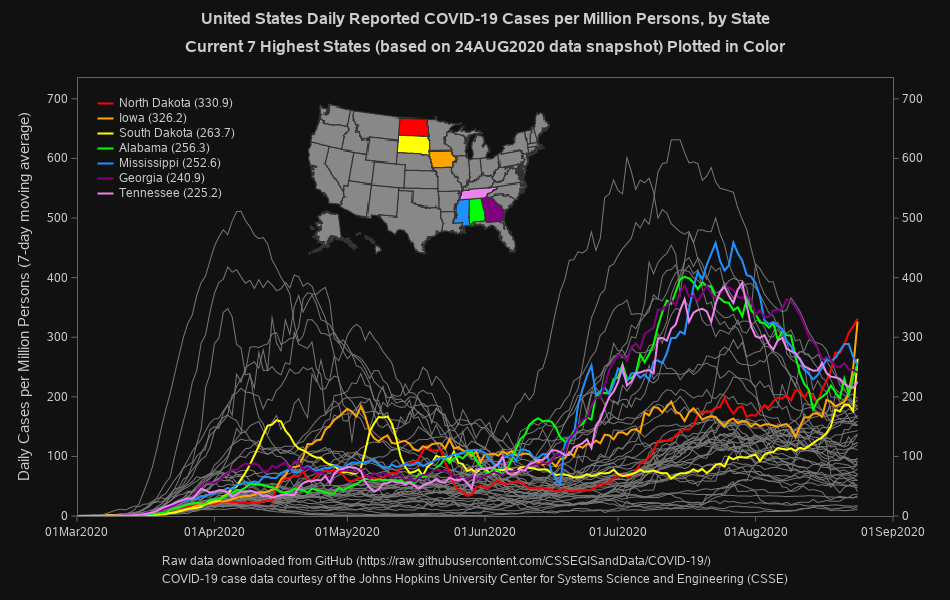 United States Daily Reported COVID-19 Cases per Million Persons, by State
Current 7 Highest States (based on 24AUG2020 data snapshot) Plotted in Color
Daily Cases per Million Persons (7-day moving average)
700
600
500
400
300
200
100
0
North Dakota (330.9)
Iowa (326.2)
South Dakota (263.7)
Alabama (256.3)
Mississippi (252.6)
Georgia (240.9)
Tennessee (225.2)
700
600
500
400
300
200
100
0
01Mar2020 01Apr2020 01May2020 01Jun2020 01Jul2020 01Aug2020 01Sep2020
Raw data downloaded from GitHub (https://raw.githubusercontent.com/CSSEGISandData/COVID-19/)
COVID-19 case data courtesy of the Johns Hopkins University Center for Systems Science and Engineering (CSSE)